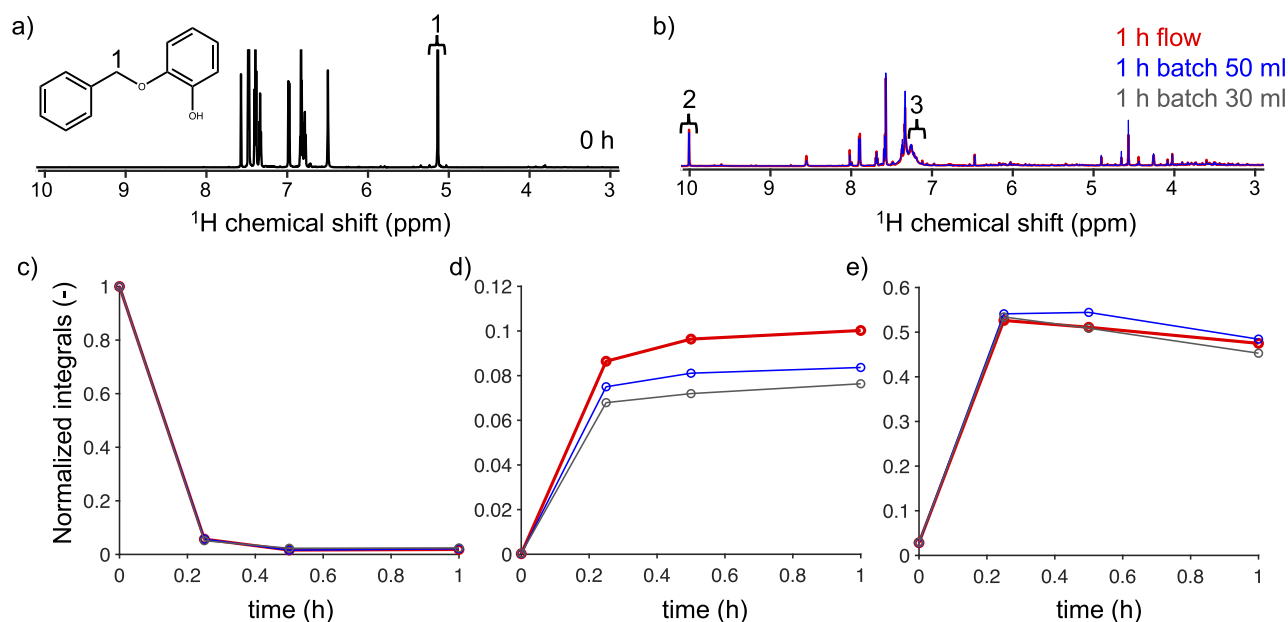 a)
1
1
O
OH
0 h
10 9 8 7 6 5 4 3
¹H chemical shift (ppm)
b)
1 h flow
1 h batch 50 ml
1 h batch 30 ml
2
3
10 9 8 7 6 5 4 3
¹H chemical shift (ppm)
c)
Normalized integrals (-)
1
0.8
0.6
0.4
0.2
0
0 0.2 0.4 0.6 0.8 1
time (h)
d)
0.12
0.1
0.08
0.06
0.04
0.02
0
0 0.2 0.4 0.6 0.8 1
time (h)
e)
0.6
0.5
0.4
0.3
0.2
0.1
0
0 0.2 0.4 0.6 0.8 1
time (h)